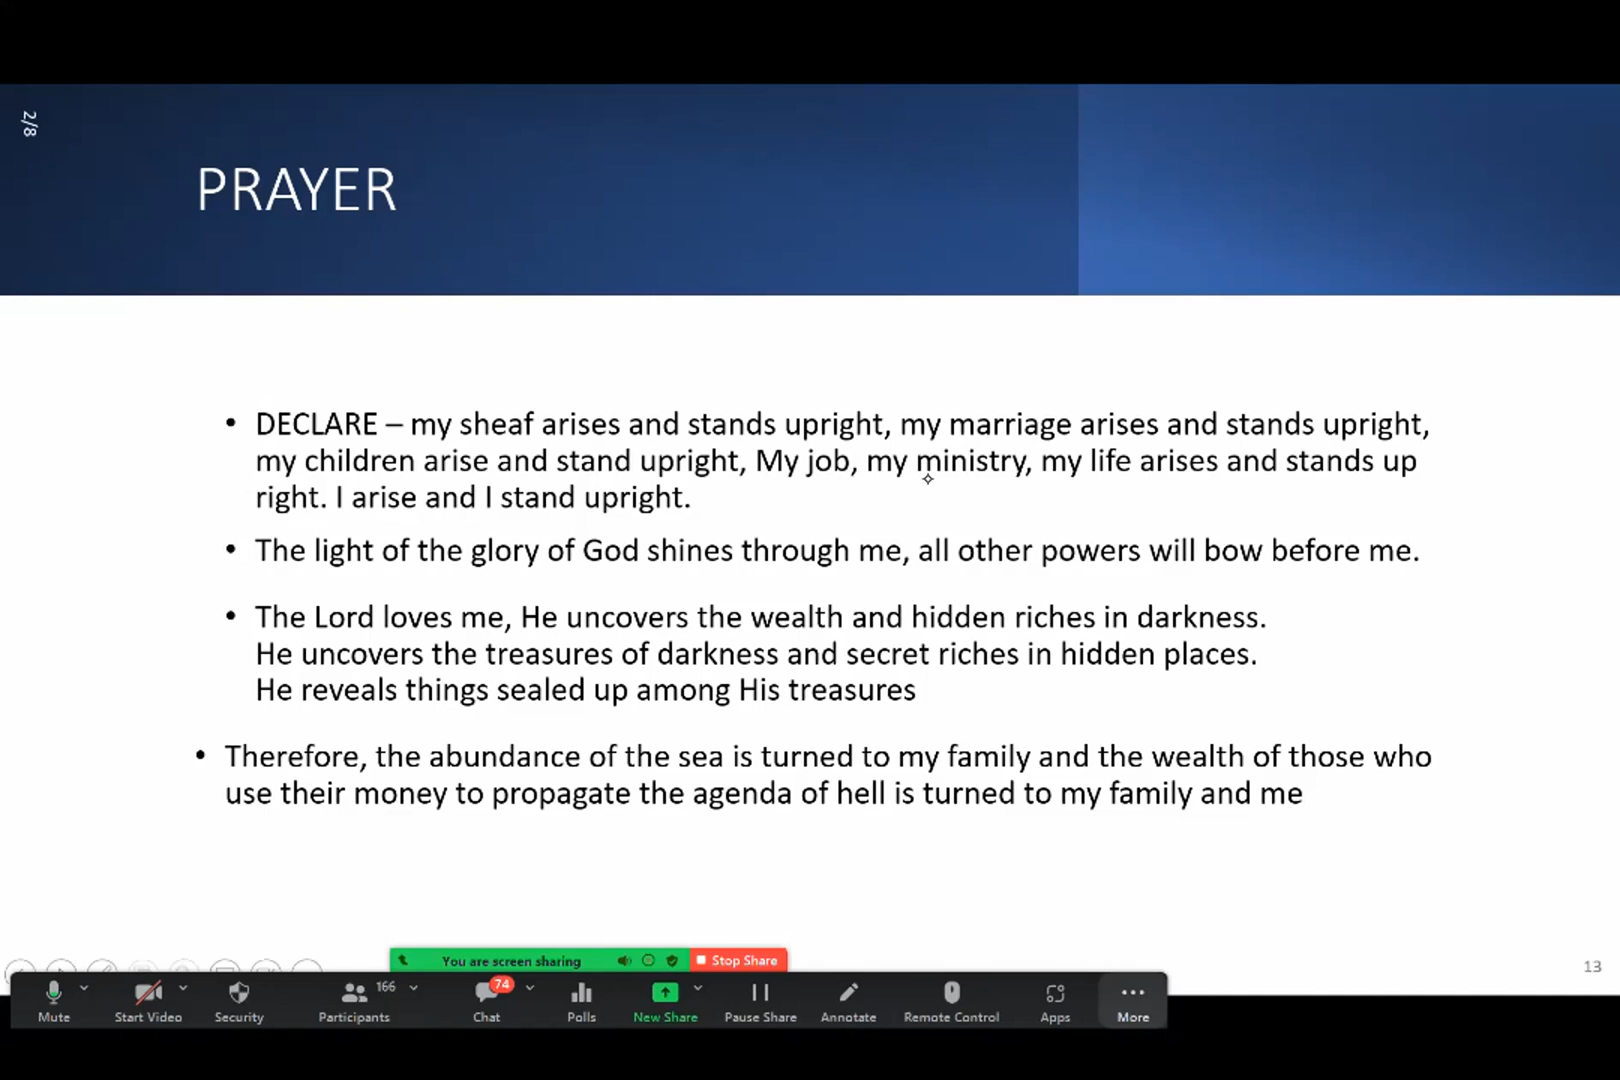 2/8
PRAYER
• DECLARE – my sheaf arises and stands upright, my marriage arises and stands upright,
my children arise and stand upright, My job, my ministry, my life arises and stands up
right. I arise and I stand upright.
• The light of the glory of God shines through me, all other powers will bow before me.
• The Lord loves me, He uncovers the wealth and hidden riches in darkness.
He uncovers the treasures of darkness and secret riches in hidden places.
He reveals things sealed up among His treasures
• Therefore, the abundance of the sea is turned to my family and the wealth of those who
use their money to propagate the agenda of hell is turned to my family and me
13
You are screen sharing
Stop Share
166
74
Mute
Start Video
Security
Participants
Chat
Polls
New Share
Pause Share
Annotate
Remote Control
Apps
More